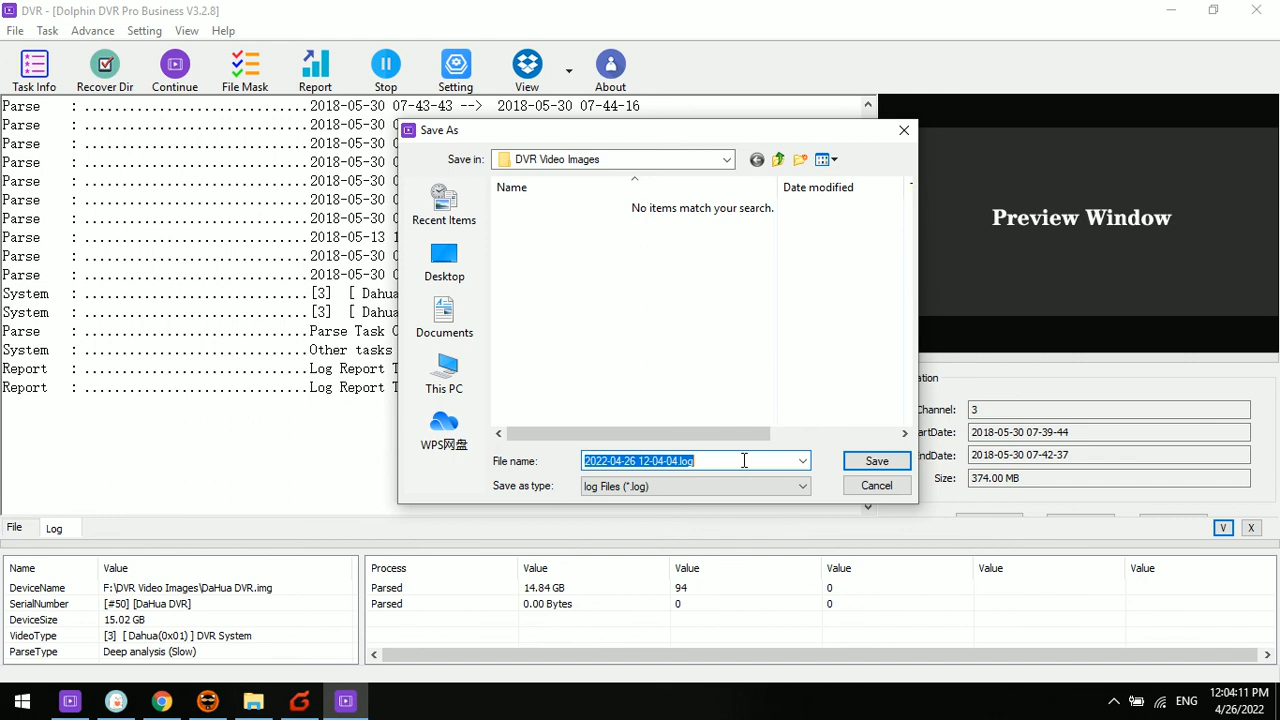 DVR - [Dolphin DVR Pro Business V3.2.8]
File Task Advance Setting View Help
Task Info Recover Dir Continue File Mask Report Stop Setting View About
Parse : ..............................2018-05-30 07-43-43 --> 2018-05-30 07-44-16
Parse : ..............................2018-05-30 0
Parse : ..............................2018-05-30 0
Parse : ..............................2018-05-30 0
Parse : ..............................2018-05-30 0
Parse : ..............................2018-05-30 0
Parse : ..............................2018-05-30 0
Parse : ..............................2018-05-13 1
Parse : ..............................2018-05-30 0
Parse : ..............................2018-05-30 0
System : ..............................[3] [ Dahua
System : ..............................[3] [ Dahua
Parse : ..............................Parse Task
System : ..............................Other tasks
Report : ..............................Log Report T
Report : ..............................Log Report T
Save As
Save in: DVR Video Images
Name Date modified
No items match your search.
Recent Items
Desktop
Documents
This PC
WPS网盘
File name: 2022-04-26 12-04-04.log Save
Save as type: log Files (*.log) Cancel
Preview Window
ation
Channel: 3
artDate: 2018-05-30 07-39-44
ndDate: 2018-05-30 07-42-37
Size: 374.00 MB
File Log V X
Name Value
DeviceName F:\DVR Video Images\DaHua DVR.img
SerialNumber [#50] [DaHua DVR]
DeviceSize 15.02 GB
VideoType [3] [ Dahua(0x01) ] DVR System
ParseType Deep analysis (Slow)
Process Value Value Value Value Value
Parsed 14.84 GB 94 0
Parsed 0.00 Bytes 0 0
ENG
12:04:11 PM
4/26/2022